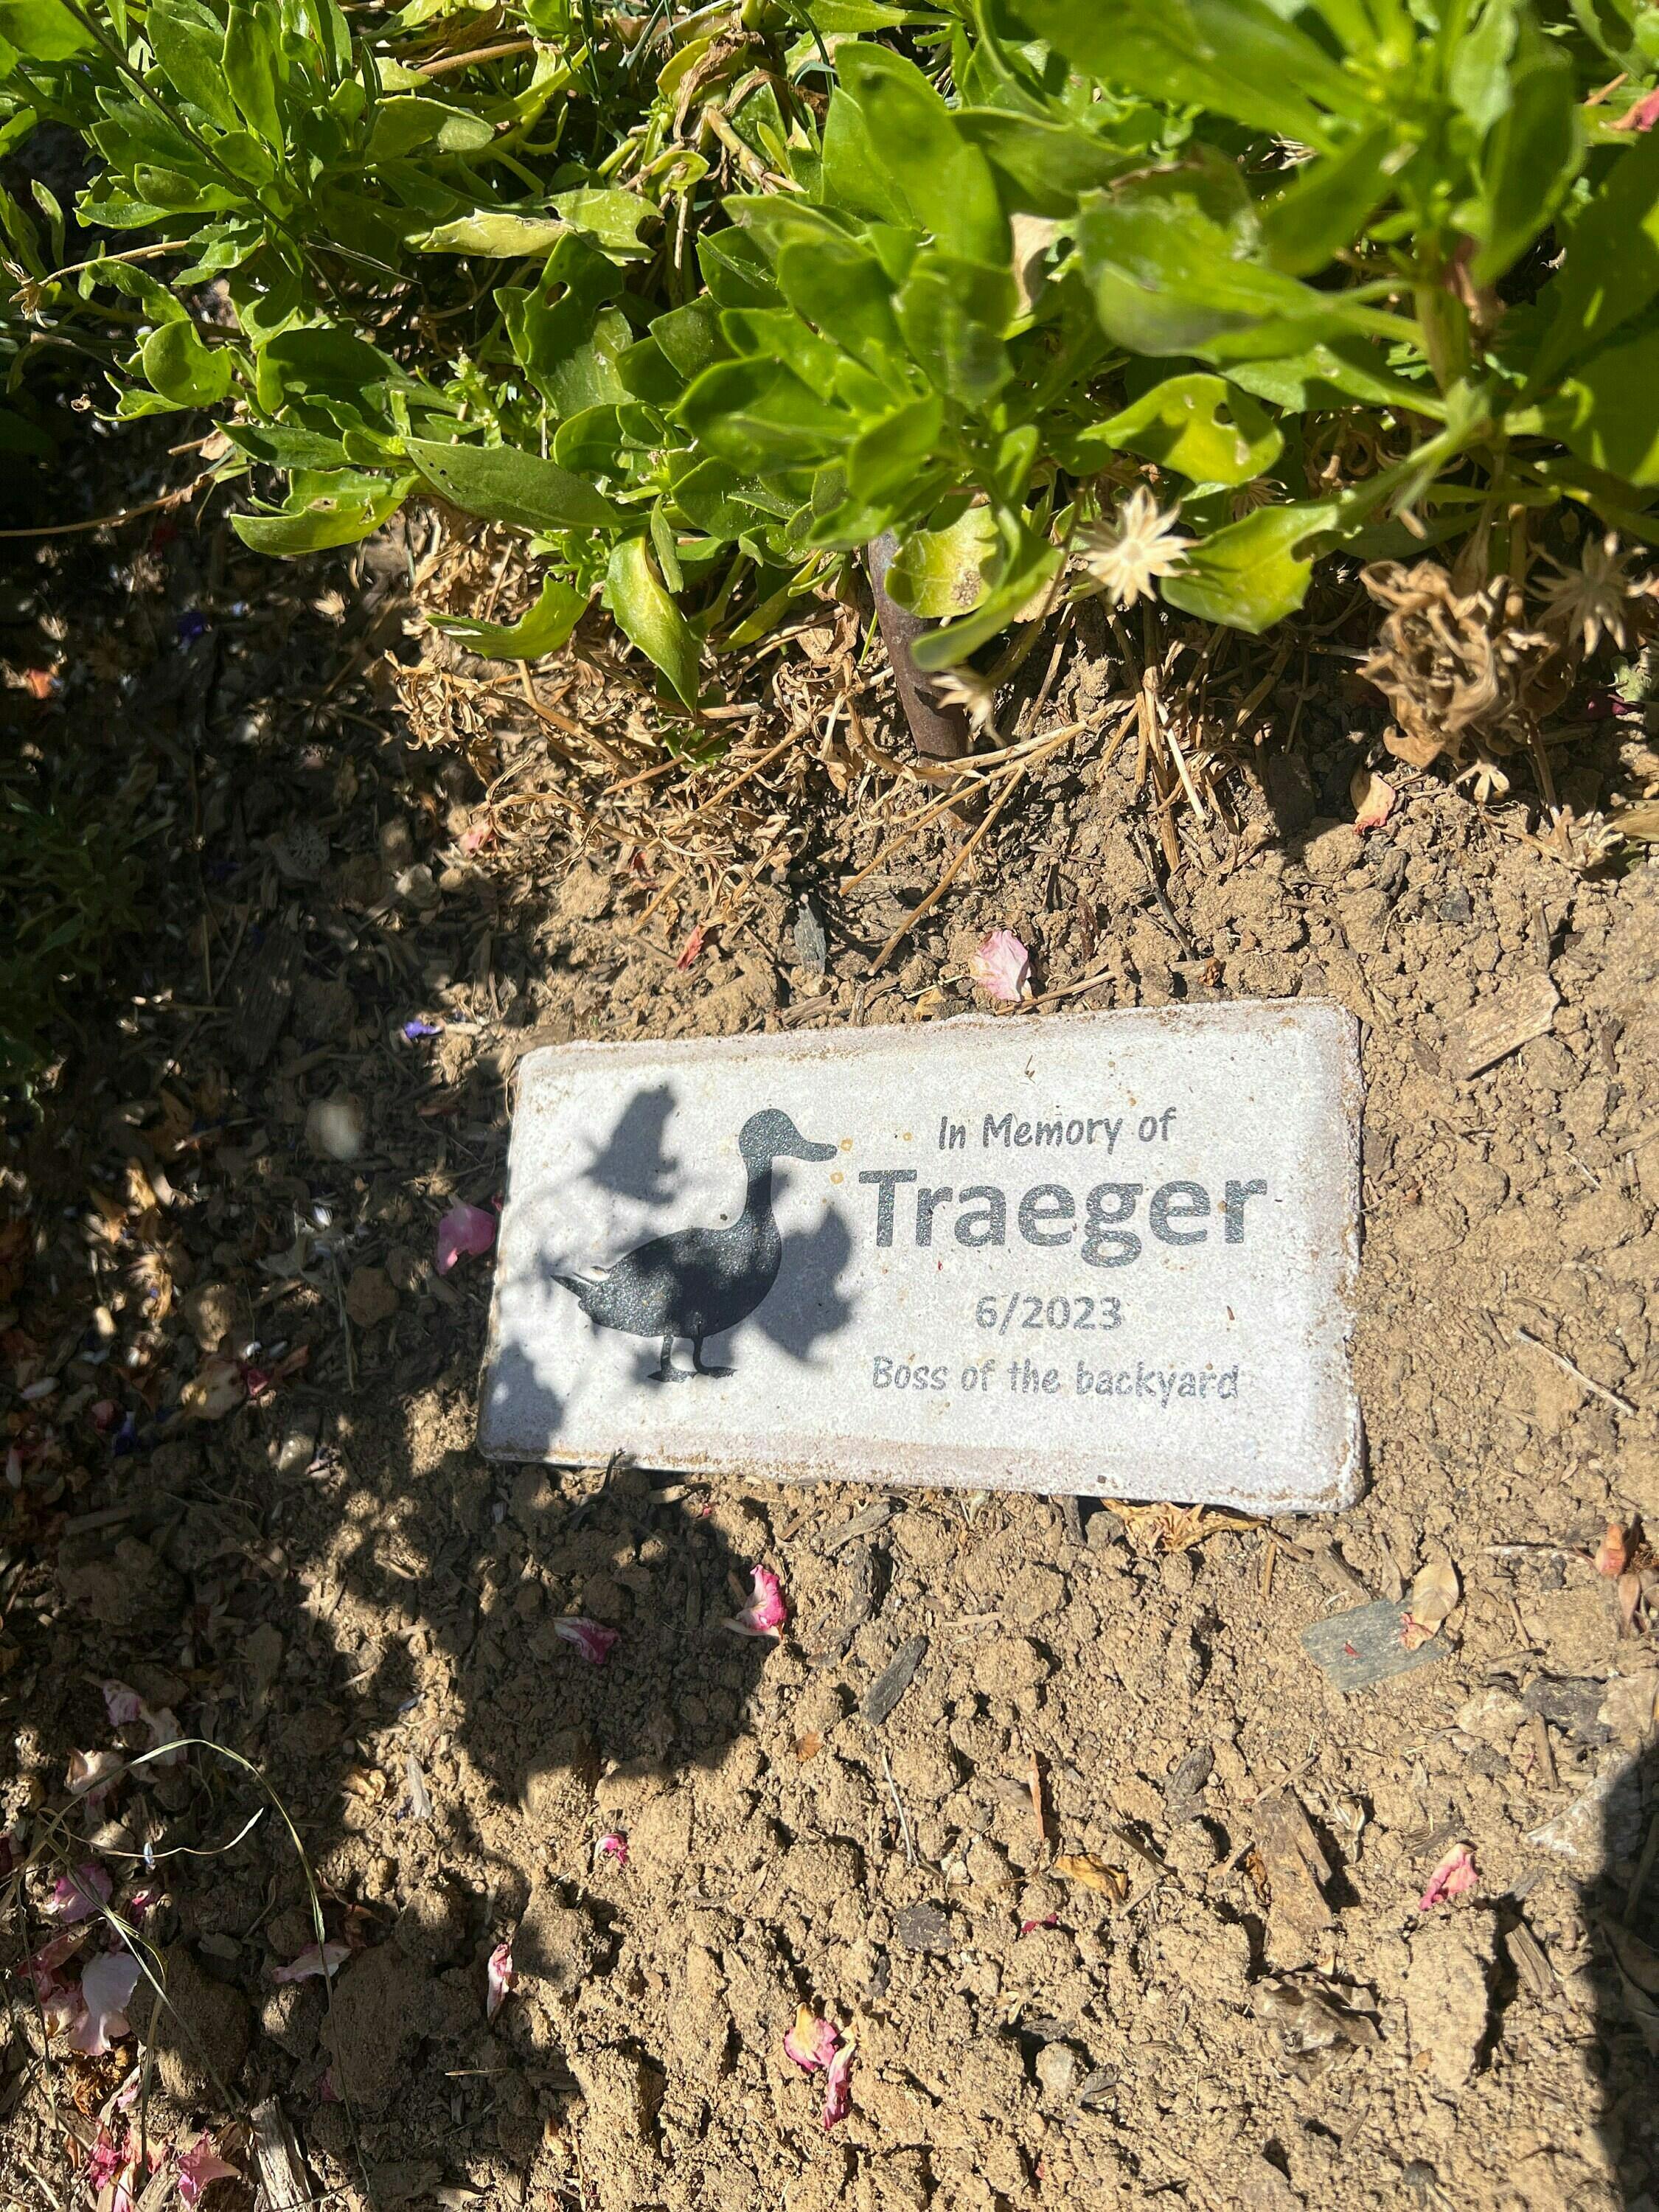 In Memory of
Traeger
6/2023
Boss of the backyard